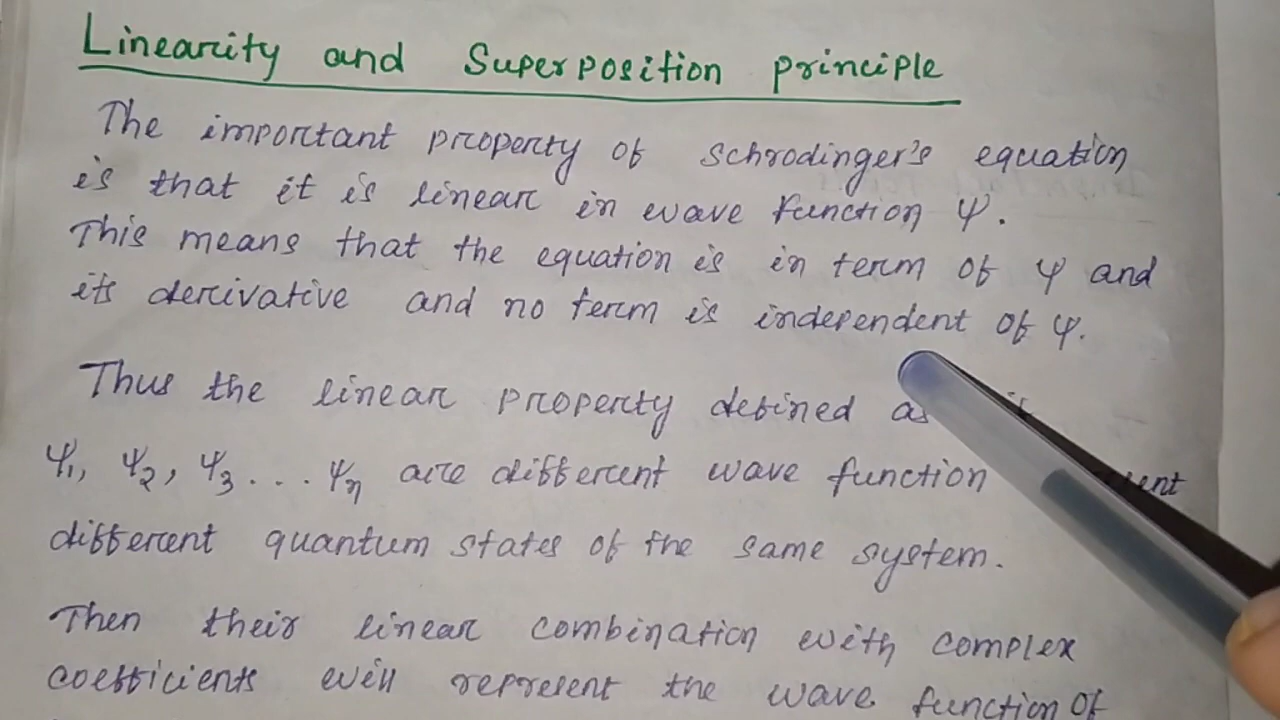 Linearity and Superposition principle
The important property of Schrodinger's equation
is that it is linear in wave function ψ.
This means that the equation is in term of ψ and
its derivative and no term is independent of ψ.
Thus the linear property defined as
ψ1, ψ2, ψ3 . . . ψn are different wave function
different quantum states of the same system.
Then their linear combination with complex
coefficients will represent the wave function of